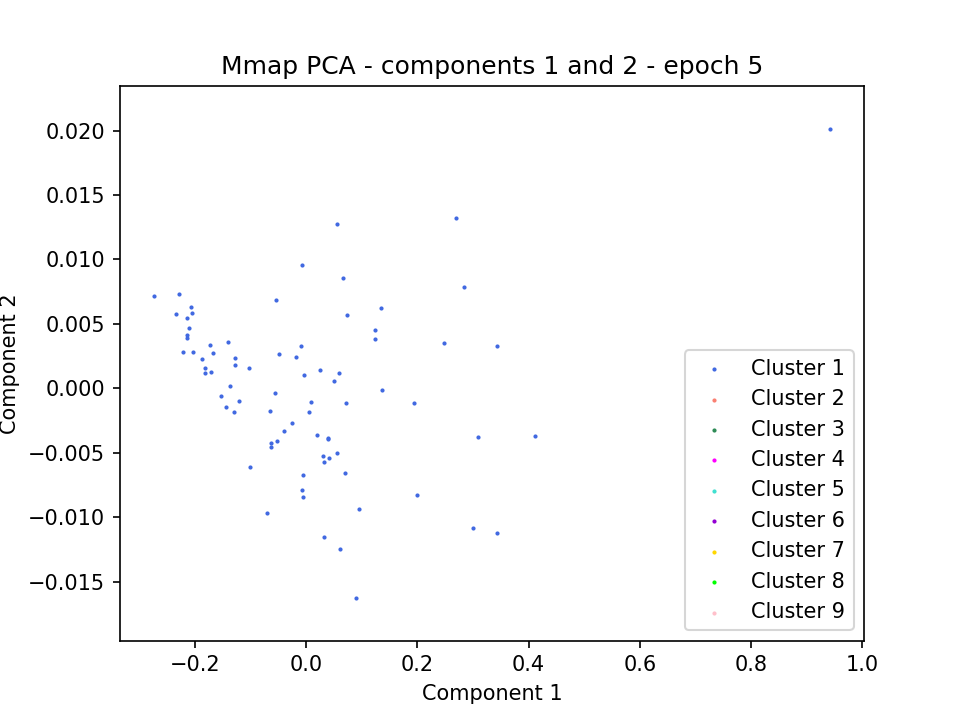 Mmap PCA - components 1 and 2 - epoch 5
0.020
0.015
0.010
0.005
0.000
−0.005
−0.010
−0.015
Component 2
−0.2
0.0
0.2
0.4
0.6
0.8
1.0
Component 1
Cluster 1
Cluster 2
Cluster 3
Cluster 4
Cluster 5
Cluster 6
Cluster 7
Cluster 8
Cluster 9